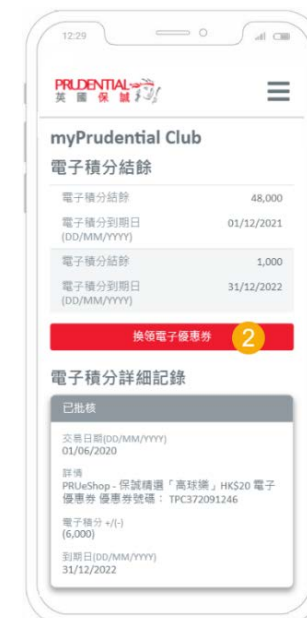 12:29
PRUDENTIAL
英國保誠
myPrudential Club
電子積分結餘
電子積分結餘 48,000
電子積分到期日 01/12/2021
(DD/MM/YYYY)
電子積分結餘 1,000
電子積分到期日 31/12/2022
(DD/MM/YYYY)
換領電子優惠券 2
電子積分詳細記錄
已批核
交易日期(DD/MM/YYYY)
01/06/2020
詳情
PRUeShop - 保誠精選「高球樂」HK$20 電子
優惠券 優惠券號碼： TPC372091246
電子積分 +/(-)
(6,000)
到期日(DD/MM/YYYY)
31/12/2022